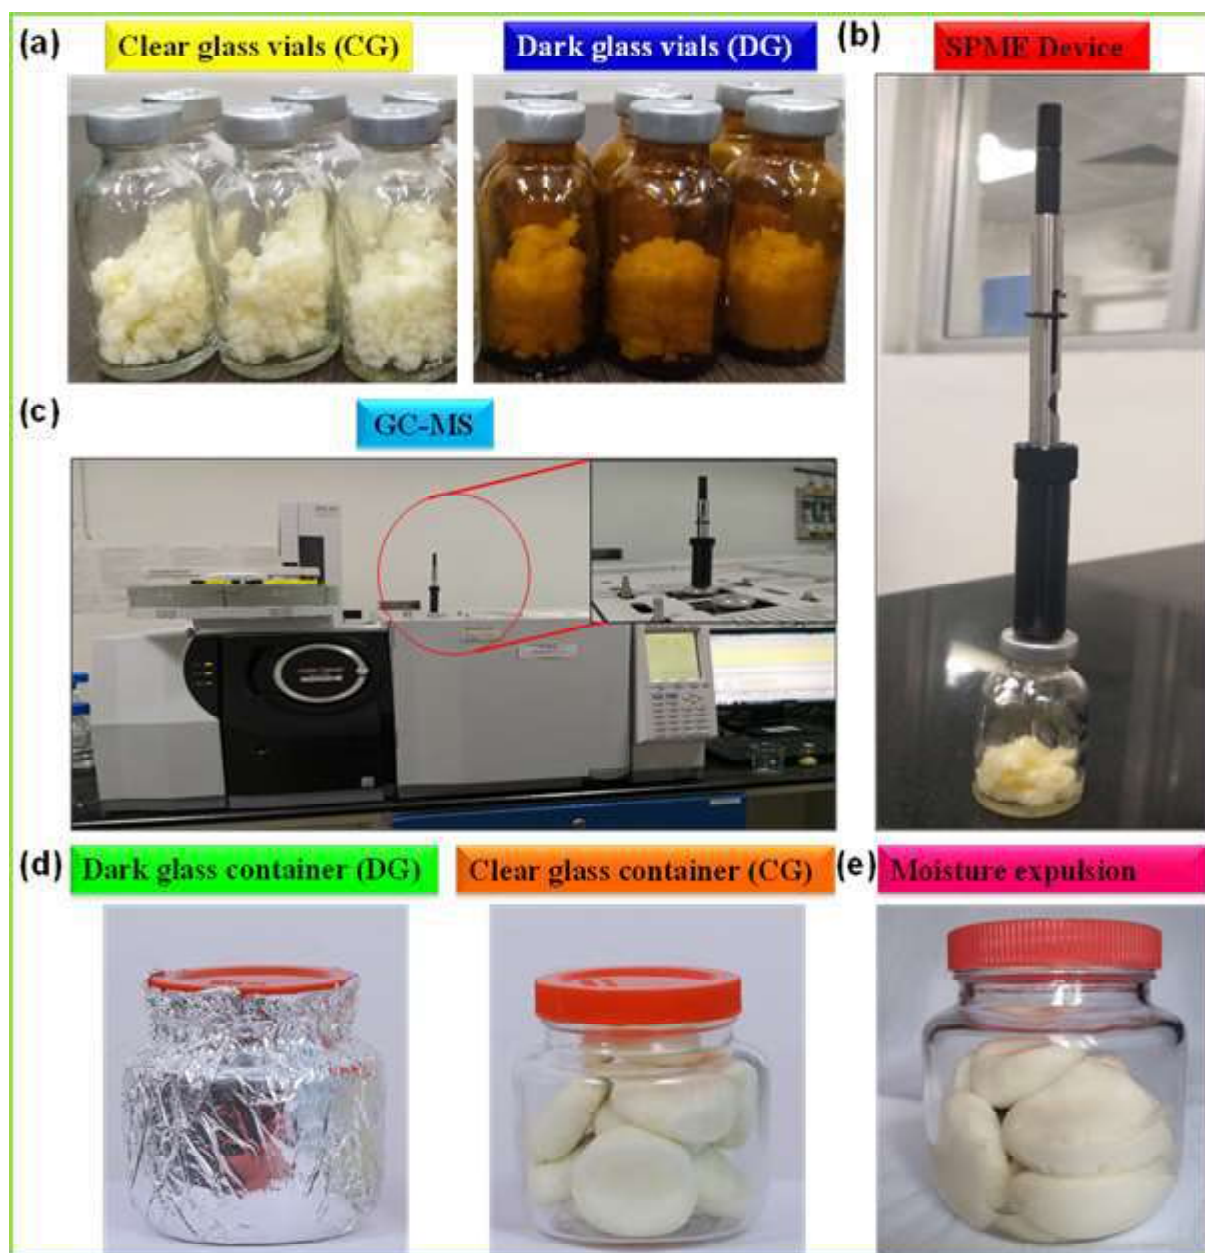 (a)
Clear glass vials (CG)
Dark glass vials (DG)
(b)
SPME Device
(c)
GC-MS
(d)
Dark glass container (DG)
Clear glass container (CG)
(e)
Moisture expulsion